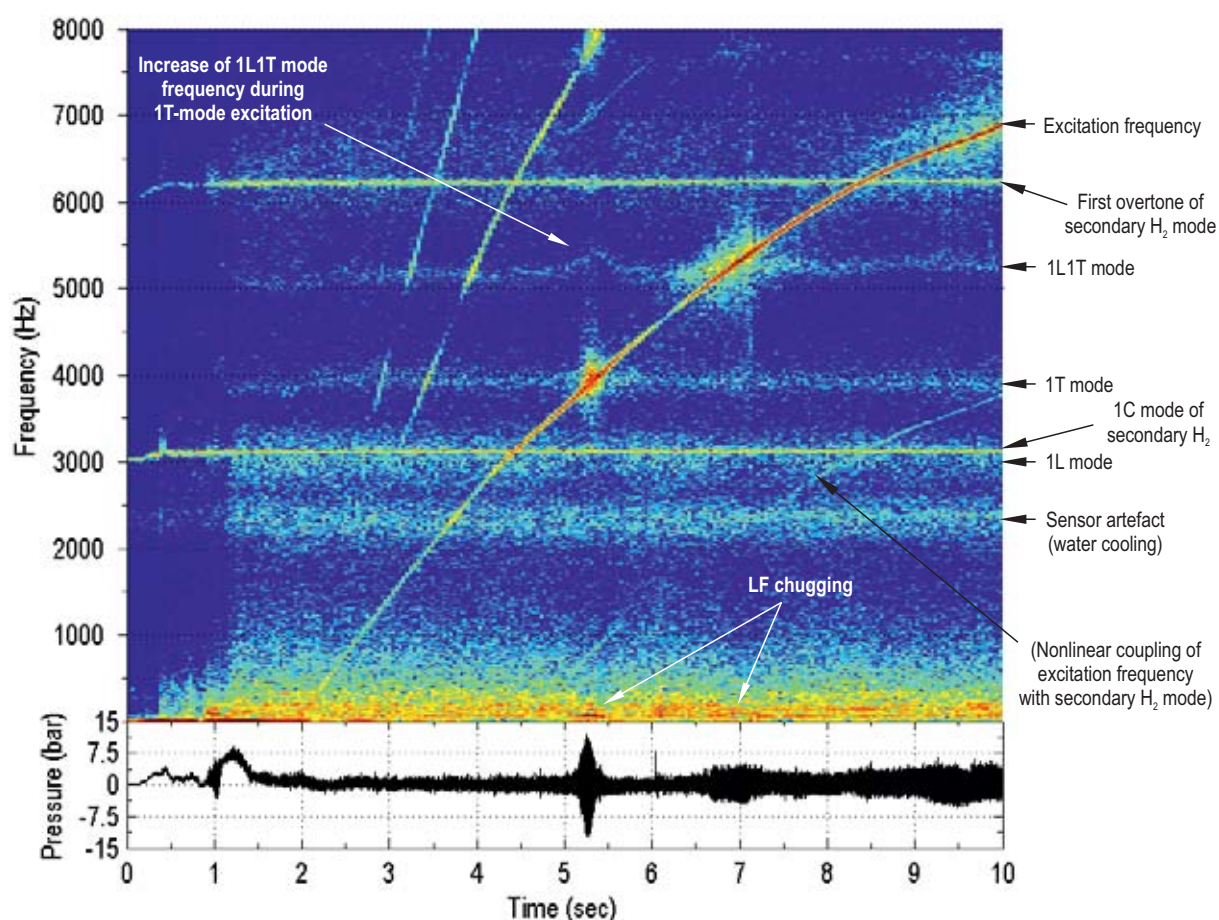 8000
7000
6000
5000
4000
3000
2000
1000
Frequency (Hz)
Increase of 1L1T mode
frequency during
1T-mode excitation
LF chugging
Excitation frequency
First overtone of
secondary H₂ mode
1L1T mode
1T mode
1C mode of
secondary H₂
1L mode
Sensor artefact
(water cooling)
(Nonlinear coupling of
excitation frequency
with secondary H₂ mode)
15
7.5
0
-7.5
-15
Pressure (bar)
0 1 2 3 4 5 6 7 8 9 10
Time (sec)